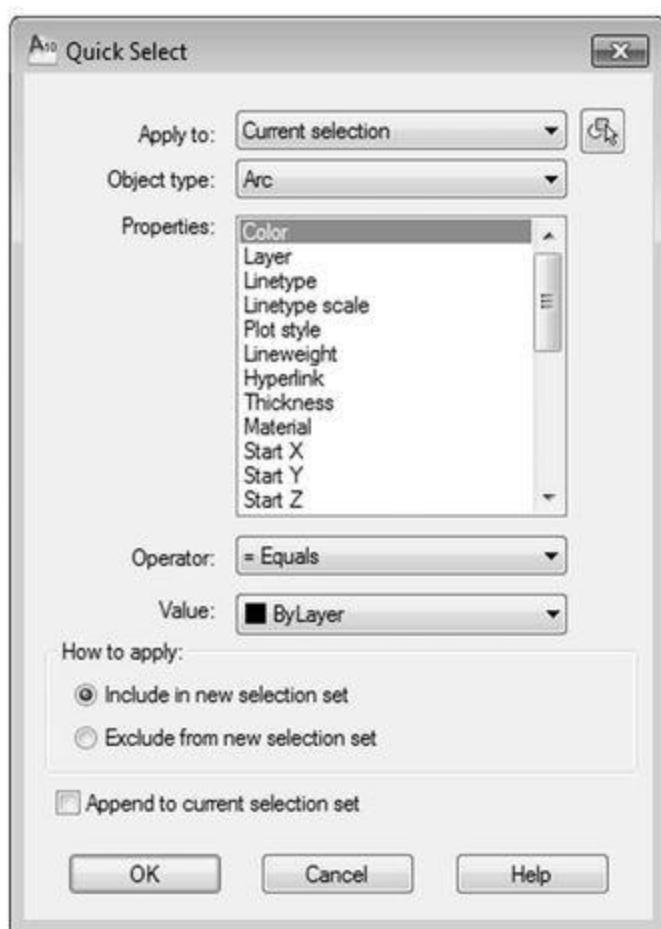 A10 Quick Select
Apply to: Current selection
Object type: Arc
Properties: Color
Layer
Linetype
Linetype scale
Plot style
Lineweight
Hyperlink
Thickness
Material
Start X
Start Y
Start Z
Operator: = Equals
Value: ByLayer
How to apply:
Include in new selection set
Exclude from new selection set
Append to current selection set
OK Cancel Help